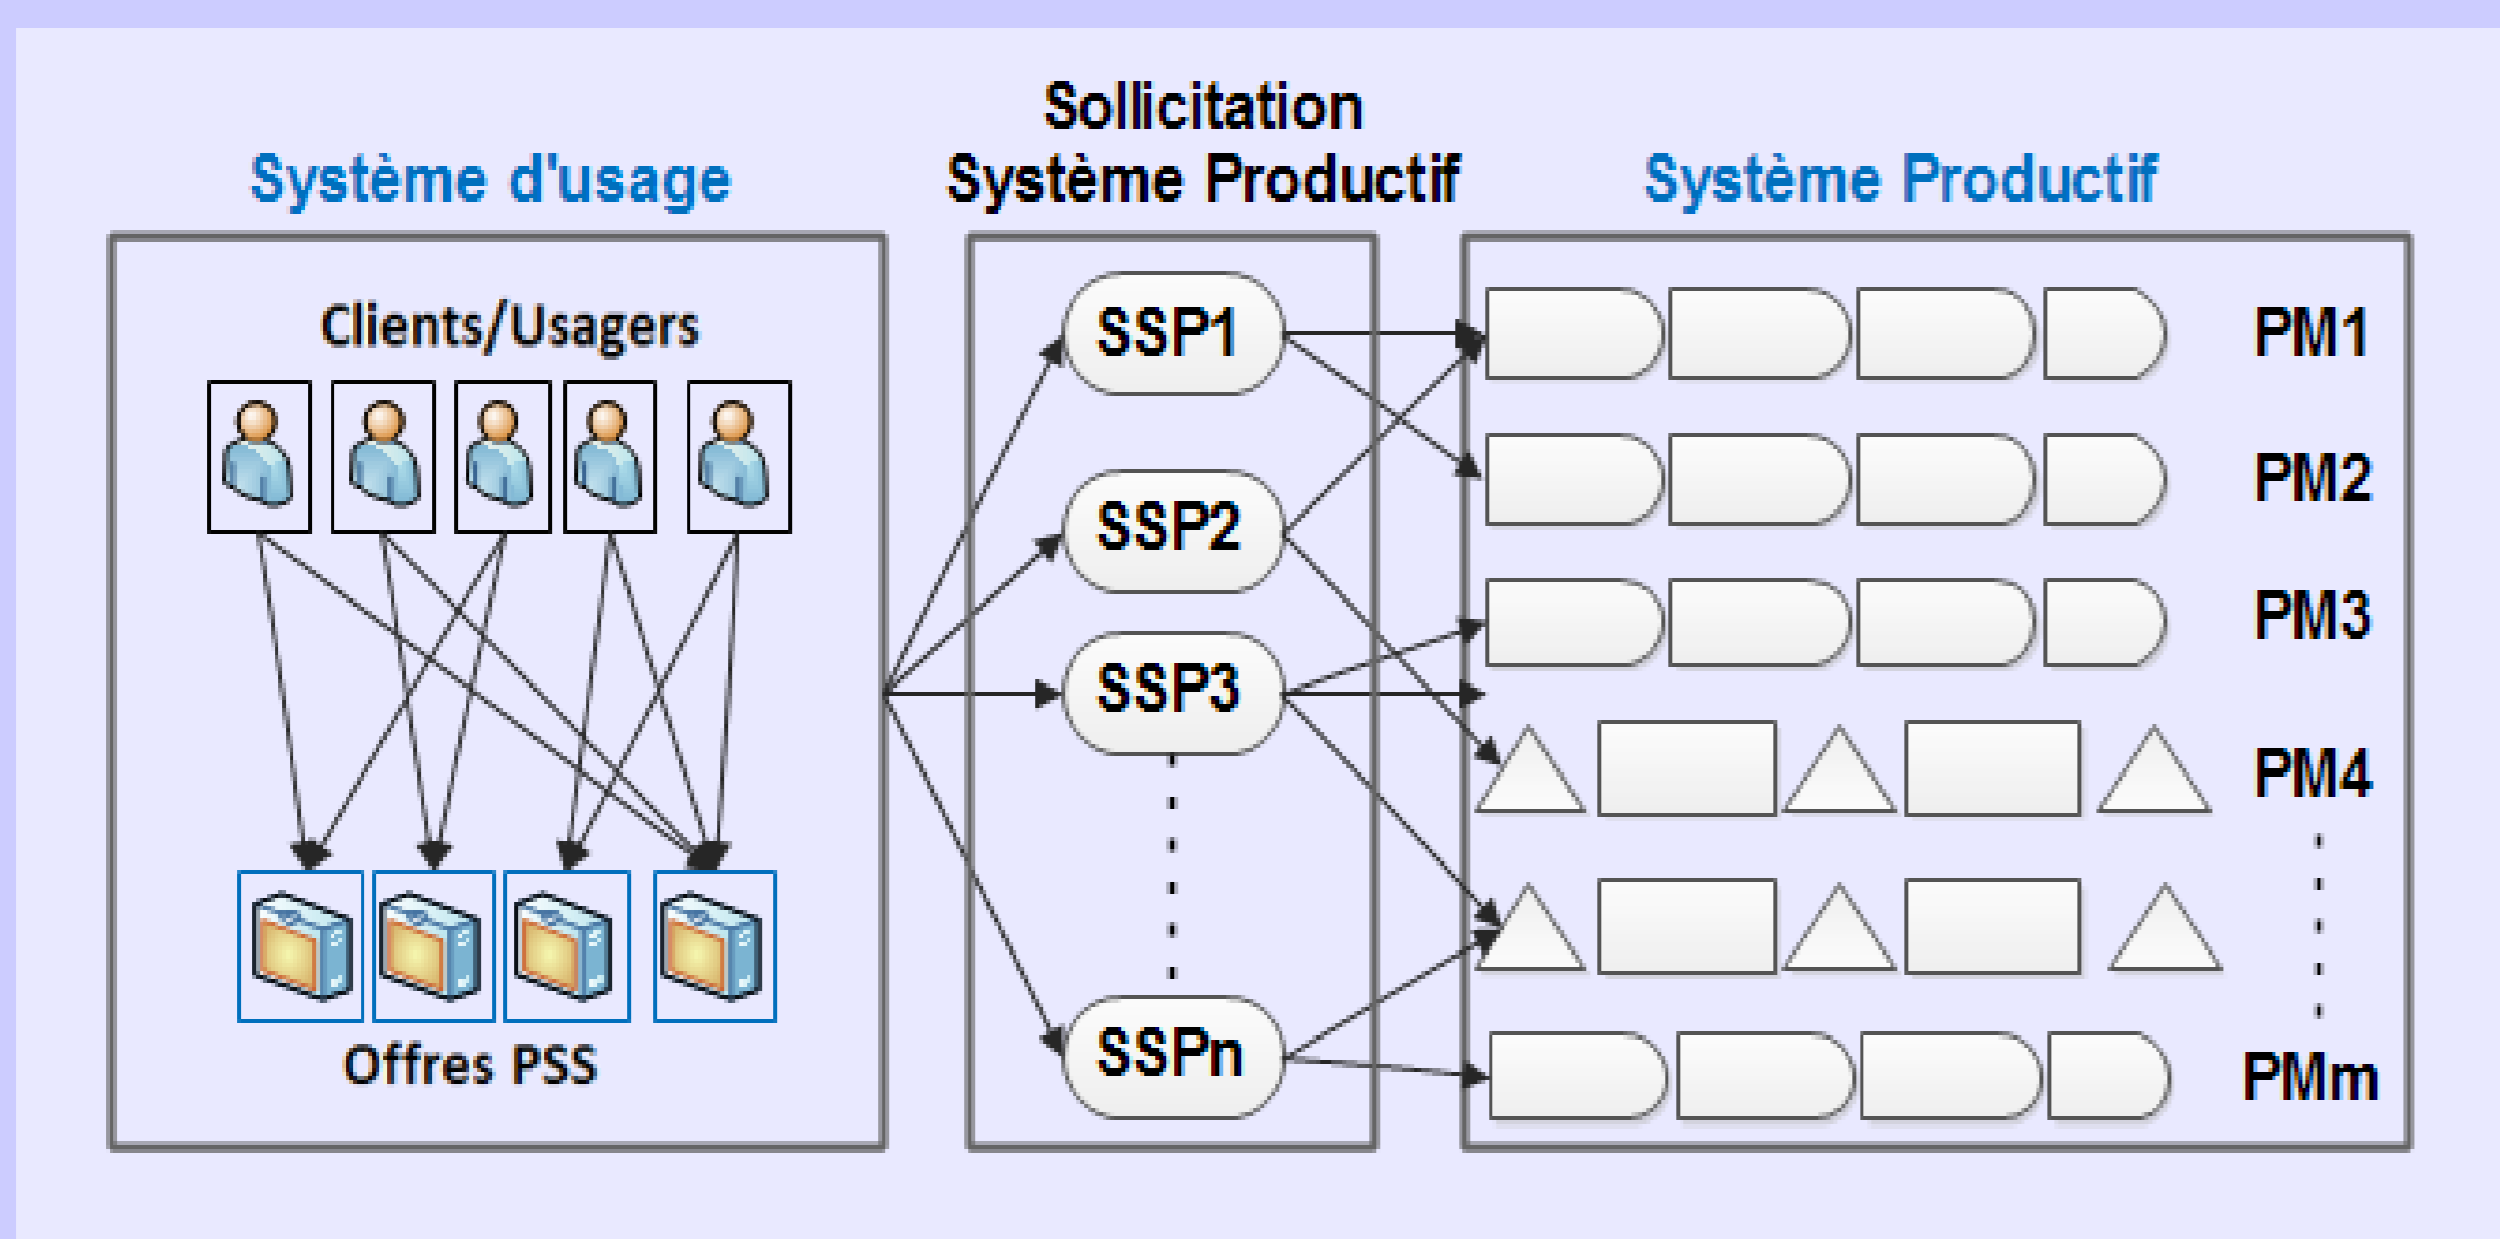 Sollicitation
Système d'usage
Système Productif
Système Productif
Clients/Usagers
Offres PSS
SSP1
SSP2
SSP3
SSPn
PM1
PM2
PM3
PM4
PMm